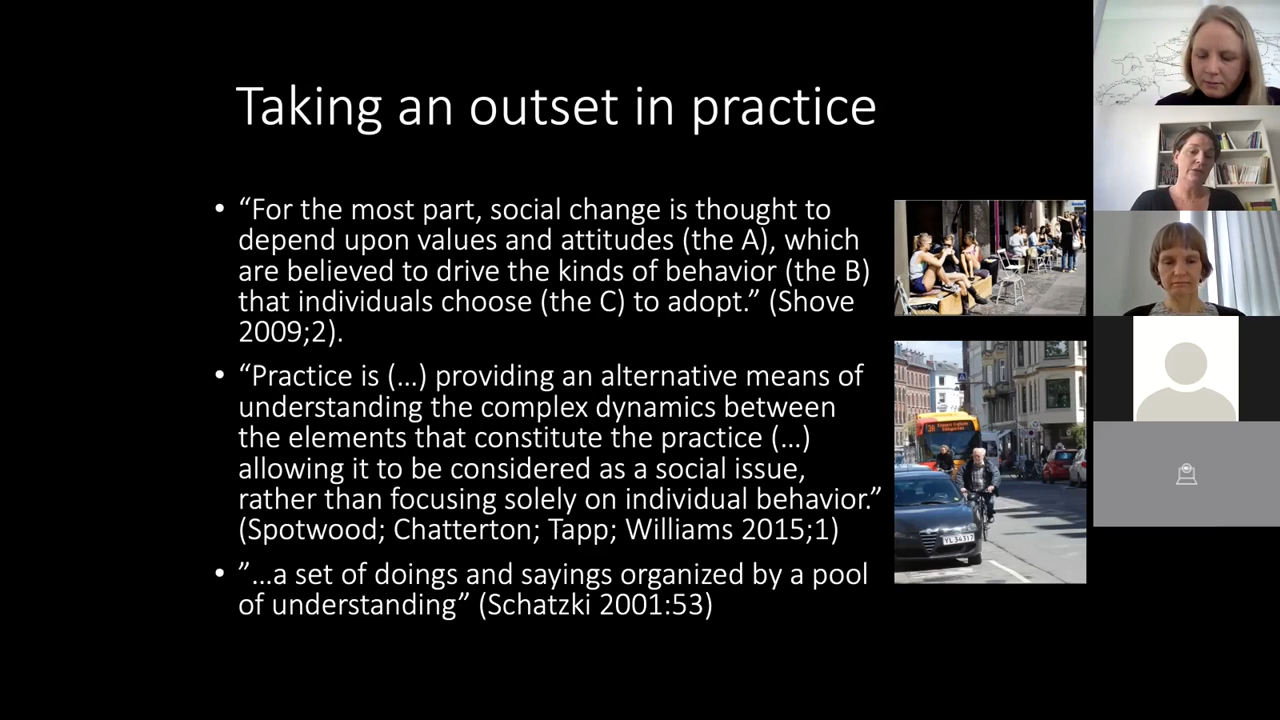 Taking an outset in practice
• “For the most part, social change is thought to
depend upon values and attitudes (the A), which
are believed to drive the kinds of behavior (the B)
that individuals choose (the C) to adopt.” (Shove
2009;2).
• “Practice is (…) providing an alternative means of
understanding the complex dynamics between
the elements that constitute the practice (…)
allowing it to be considered as a social issue,
rather than focusing solely on individual behavior.”
(Spotwood; Chatterton; Tapp; Williams 2015;1)
• ”…a set of doings and sayings organized by a pool
of understanding” (Schatzki 2001:53)